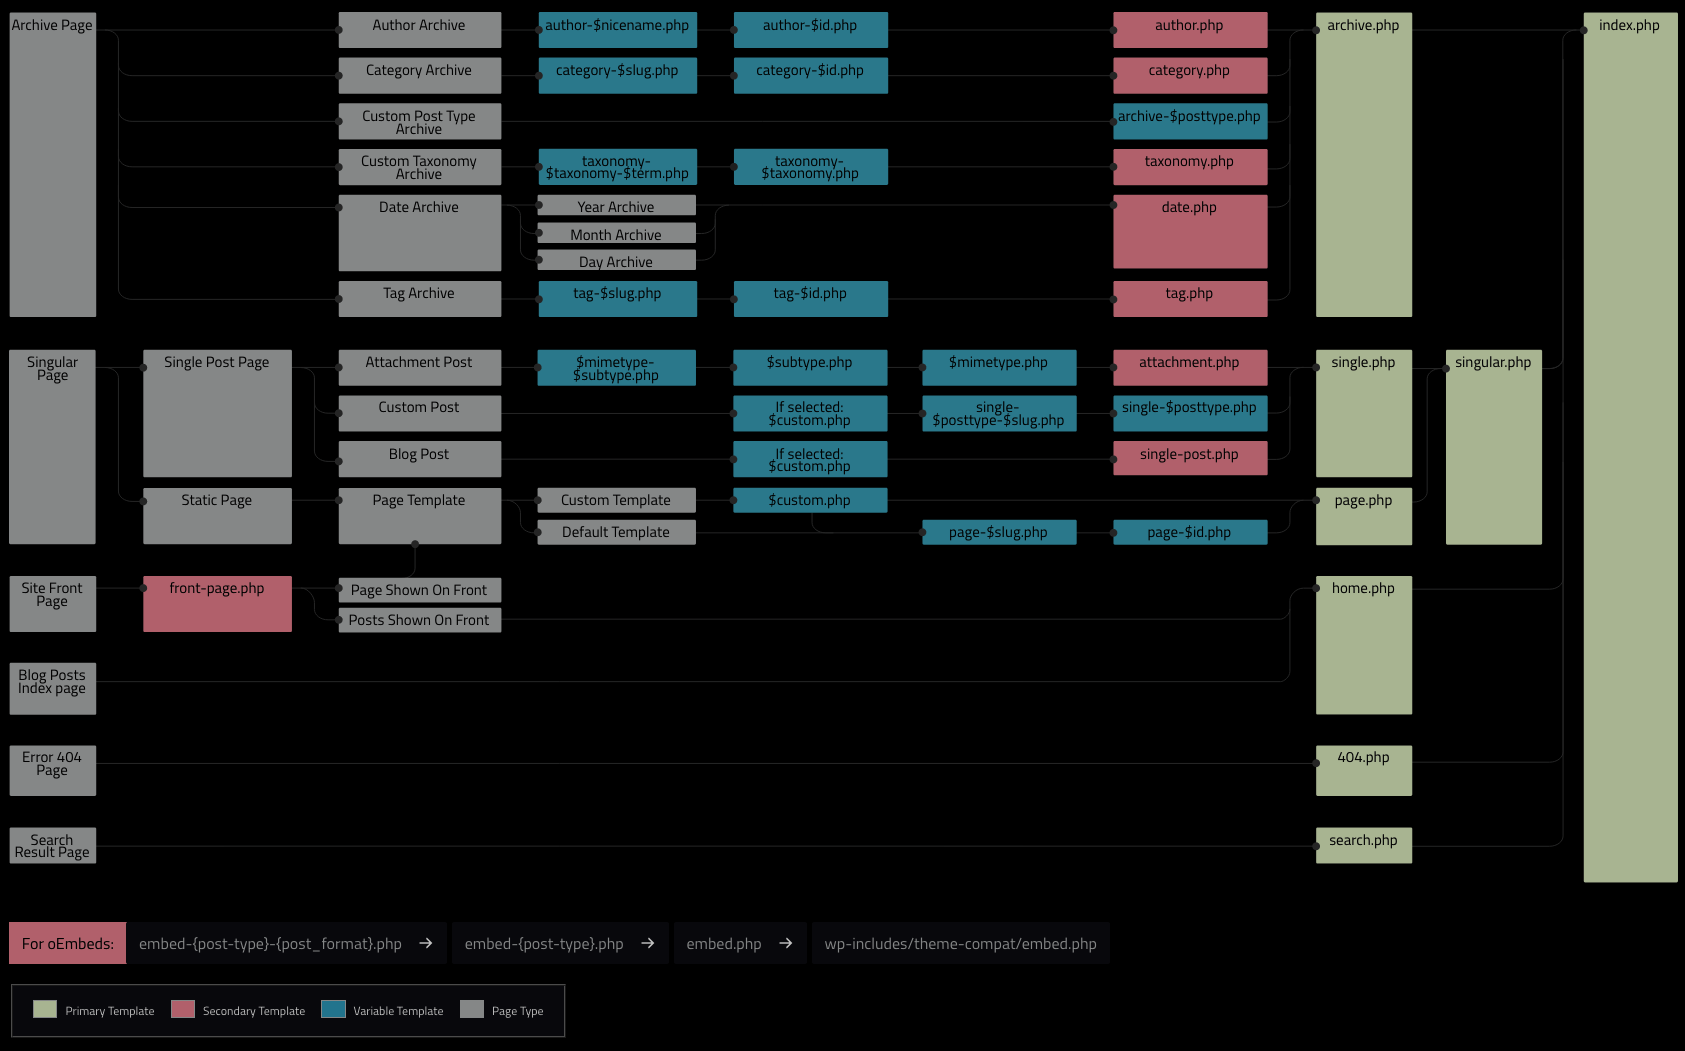 Archive Page
Author Archive
author-$nicename.php
author-$id.php
author.php
archive.php
index.php
Category Archive
category-$slug.php
category-$id.php
category.php
Custom Post Type
Archive
archive-$posttype.php
Custom Taxonomy
Archive
taxonomy-
$taxonomy-$term.php
taxonomy-
$taxonomy.php
taxonomy.php
Date Archive
Year Archive
Month Archive
Day Archive
date.php
Tag Archive
tag-$slug.php
tag-$id.php
tag.php
Singular
Page
Single Post Page
Attachment Post
$mimetype-
$subtype.php
$subtype.php
$mimetype.php
attachment.php
single.php
singular.php
Custom Post
If selected:
$custom.php
single-
$posttype-$slug.php
single-$posttype.php
Blog Post
If selected:
$custom.php
single-post.php
Static Page
Page Template
Custom Template
$custom.php
page.php
Default Template
page-$slug.php
page-$id.php
Site Front
Page
front-page.php
Page Shown On Front
Posts Shown On Front
home.php
Blog Posts
Index page
Error 404
Page
404.php
Search
Result Page
search.php
For oEmbeds:
embed-{post-type}-{post_format}.php →
embed-{post-type}.php →
embed.php →
wp-includes/theme-compat/embed.php
Primary Template
Secondary Template
Variable Template
Page Type